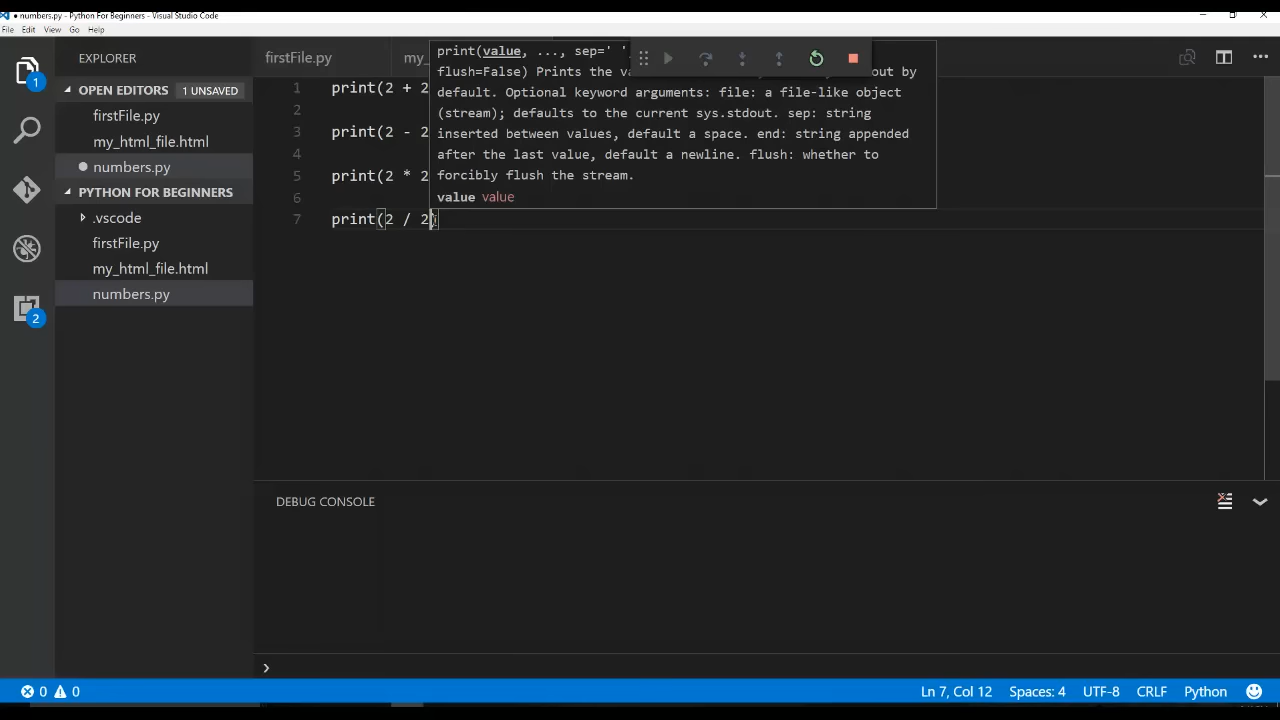 ● numbers.py - Python For Beginners - Visual Studio Code
File Edit View Go Help
EXPLORER
firstFile.py
my_
OPEN EDITORS 1 UNSAVED
firstFile.py
my_html_file.html
numbers.py
PYTHON FOR BEGINNERS
.vscode
firstFile.py
my_html_file.html
numbers.py
1
2
1 print(2 + 2
2
3 print(2 - 2
4
5 print(2 * 2
6
7 print(2 / 2)
print(value, ..., sep=' '
flush=False) Prints the va out by
default. Optional keyword arguments: file: a file-like object
(stream); defaults to the current sys.stdout. sep: string
inserted between values, default a space. end: string appended
after the last value, default a newline. flush: whether to
forcibly flush the stream.
value value
DEBUG CONSOLE
0 0
Ln 7, Col 12 Spaces: 4 UTF-8 CRLF Python